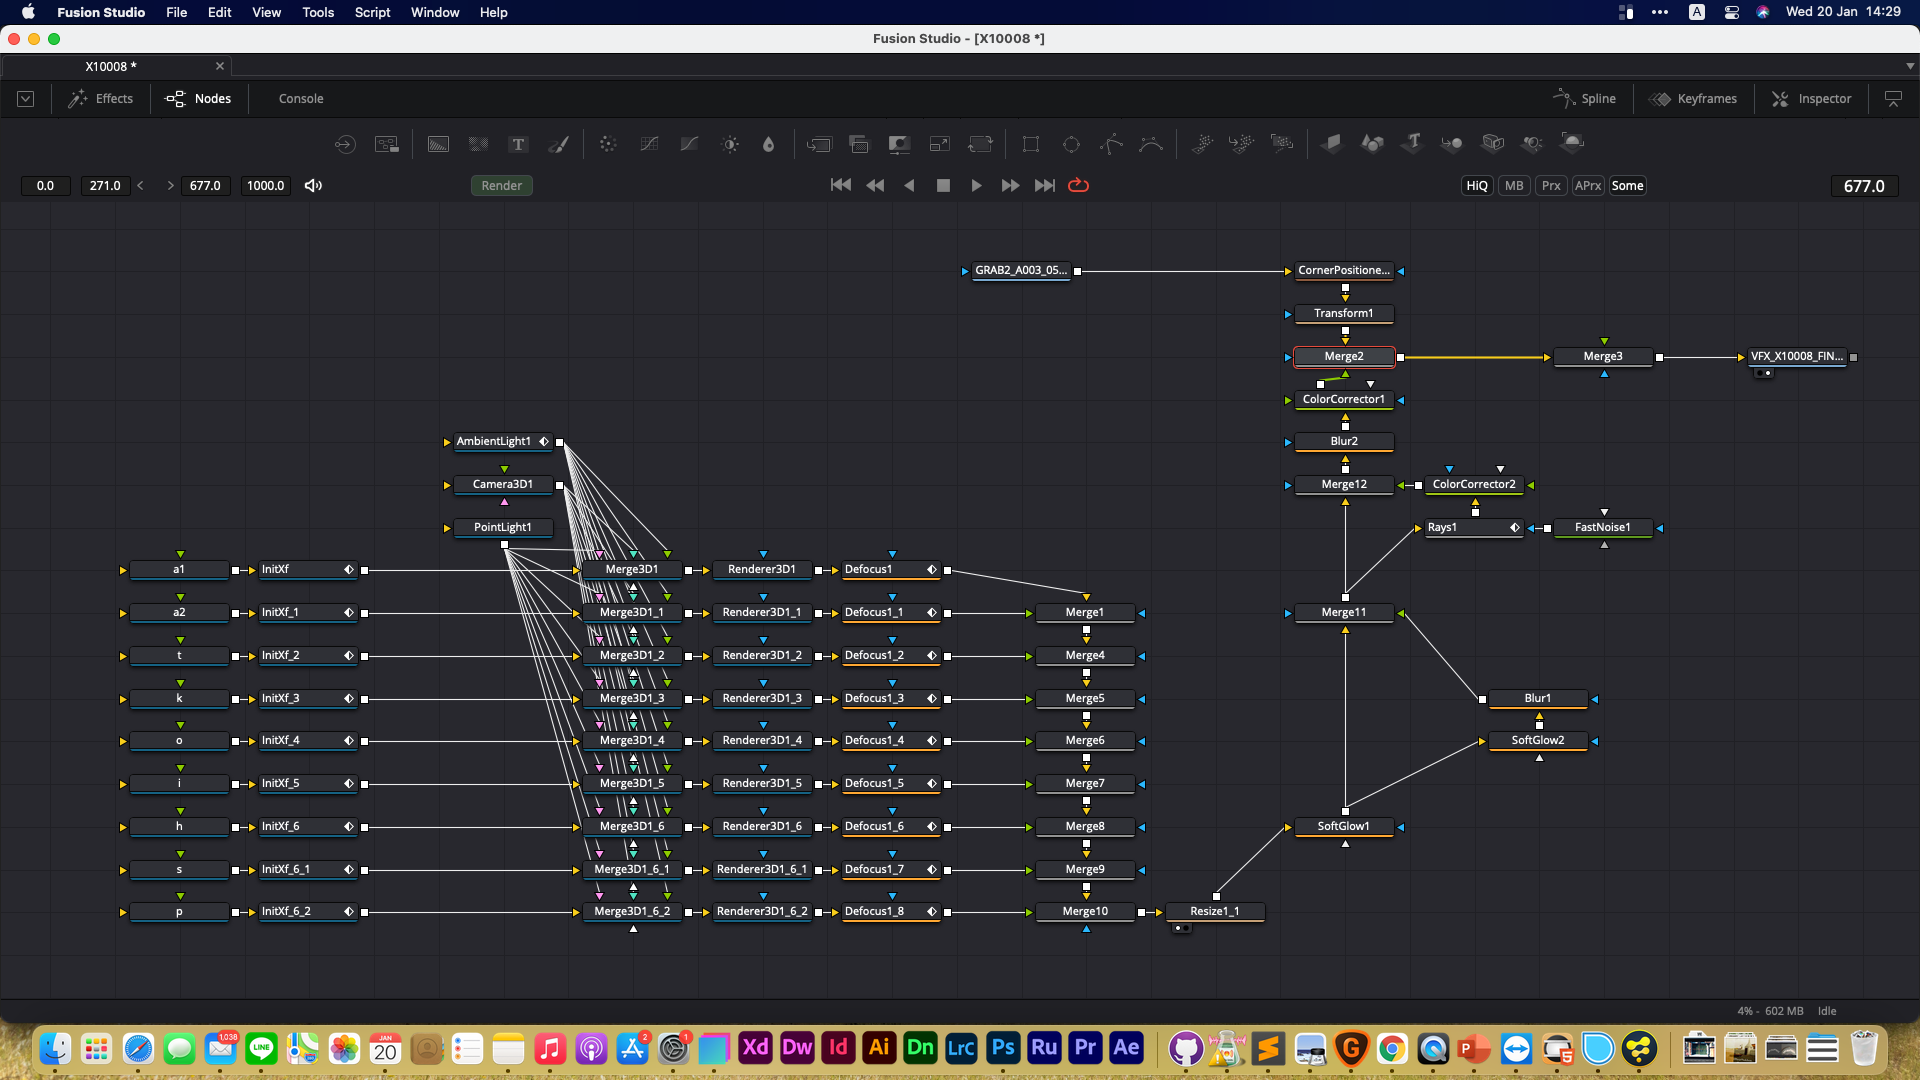 Fusion Studio File Edit View Tools Script Window Help A Wed 20 Jan 14:29
Fusion Studio - [X10008 *]
X10008 *
Effects Nodes Console Spline Keyframes Inspector
T T
0.0 271.0 < > 677.0 1000.0 Render HiQ MB Prx APrx Some 677.0
GRAB2_A003_05... CornerPositione...
Transform1
Merge2 Merge3 VFX_X10008_FIN...
ColorCorrector1
AmbientLight1 Blur2
Camera3D1 Merge12 ColorCorrector2
PointLight1 Rays1 FastNoise1
a1 InitXf Merge3D1 Renderer3D1 Defocus1
a2 InitXf_1 Merge3D1_1 Renderer3D1_1 Defocus1_1 Merge1 Merge11
t InitXf_2 Merge3D1_2 Renderer3D1_2 Defocus1_2 Merge4
k InitXf_3 Merge3D1_3 Renderer3D1_3 Defocus1_3 Merge5 Blur1
o InitXf_4 Merge3D1_4 Renderer3D1_4 Defocus1_4 Merge6 SoftGlow2
i InitXf_5 Merge3D1_5 Renderer3D1_5 Defocus1_5 Merge7
h InitXf_6 Merge3D1_6 Renderer3D1_6 Defocus1_6 Merge8 SoftGlow1
s InitXf_6_1 Merge3D1_6_1 Renderer3D1_6_1 Defocus1_7 Merge9
p InitXf_6_2 Merge3D1_6_2 Renderer3D1_6_2 Defocus1_8 Merge10 Resize1_1
4% - 602 MB Idle
1,038 LINE JAN 20 2 1 Xd Dw Id Ai Dn LrC Ps Ru Pr Ae S G P 5